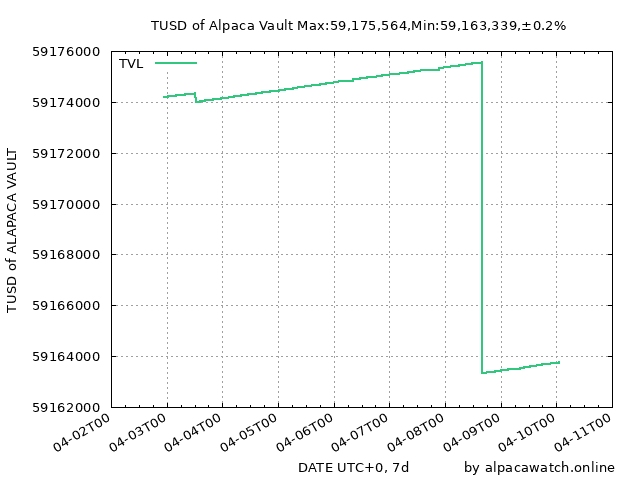 TUSD of Alpaca Vault Max:59,175,564,Min:59,163,339,±0.2%
TVL
59176000
59174000
59172000
59170000
59168000
59166000
59164000
59162000
TUSD of ALAPACA VAULT
04-02T00
04-03T00
04-04T00
04-05T00
04-06T00
04-07T00
04-08T00
04-09T00
04-10T00
04-11T00
DATE UTC+0, 7d
by alpacawatch.online